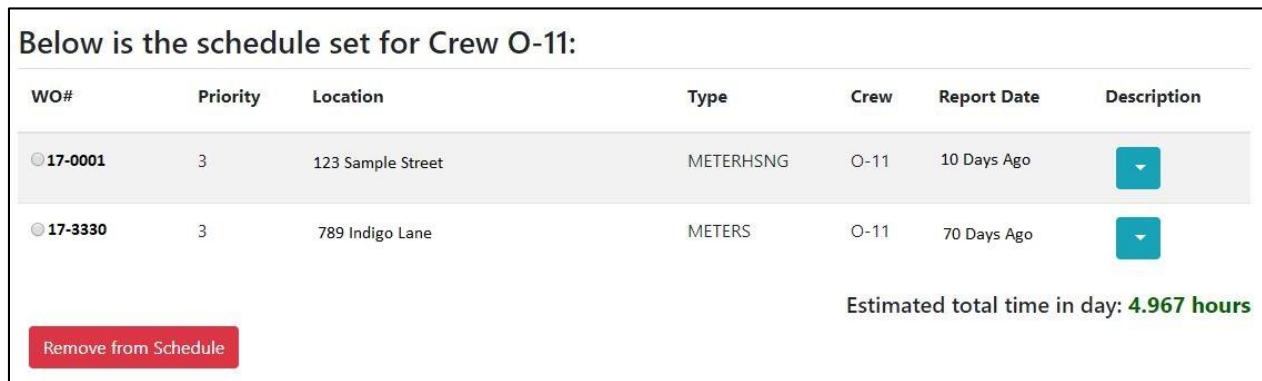 Below is the schedule set for Crew O-11:
WO# Priority Location Type Crew Report Date Description
17-0001 3 123 Sample Street METERHSNG O-11 10 Days Ago
17-3330 3 789 Indigo Lane METERS O-11 70 Days Ago
Estimated total time in day: 4.967 hours
Remove from Schedule